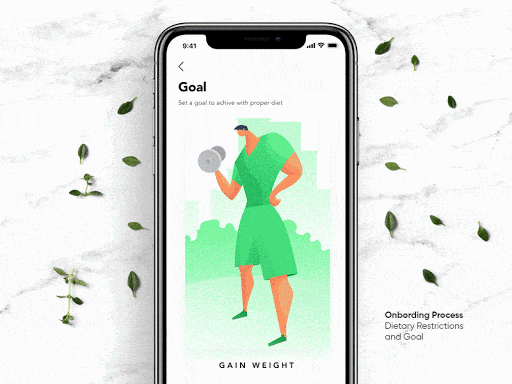 9:41
Goal
Set a goal to achive with proper diet
GAIN WEIGHT
Onbording Process
Dietary Restrictions
and Goal